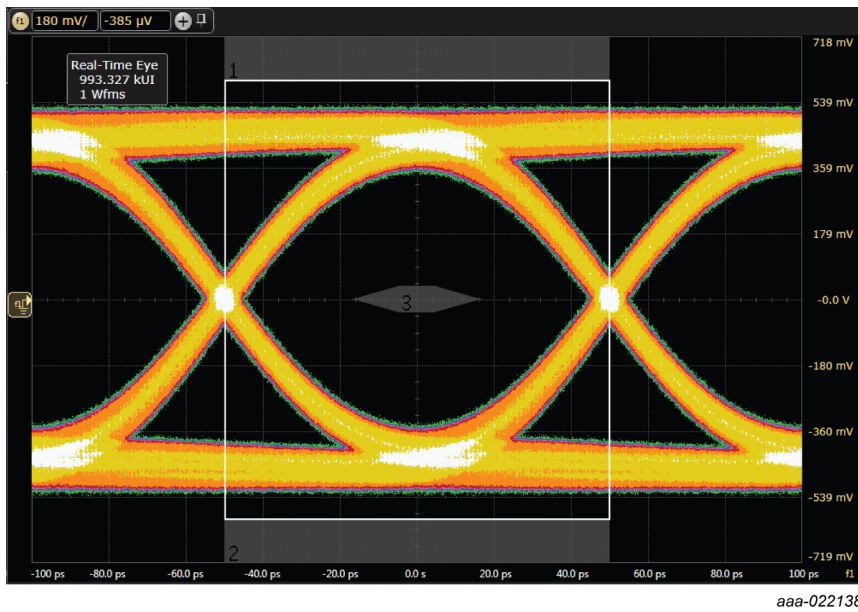 f1 180 mV/ -385 μV +
718 mV
Real-Time Eye
993.327 kUI
1 Wfms
1
539 mV
359 mV
179 mV
f1 3 -0.0 V
-180 mV
-360 mV
-539 mV
2 -719 mV
-100 ps -80.0 ps -60.0 ps -40.0 ps -20.0 ps 0.0 s 20.0 ps 40.0 ps 60.0 ps 80.0 ps 100 ps f1
aaa-022138